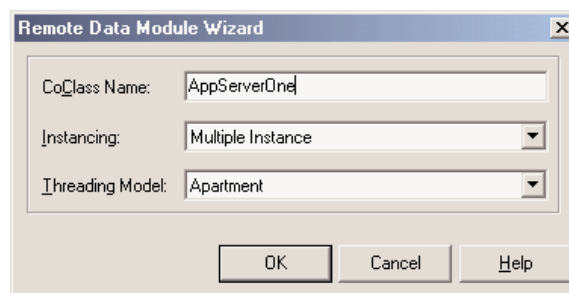 Remote Data Module Wizard
CoClass Name: AppServerOne
Instancing: Multiple Instance
Threading Model: Apartment
OK Cancel Help